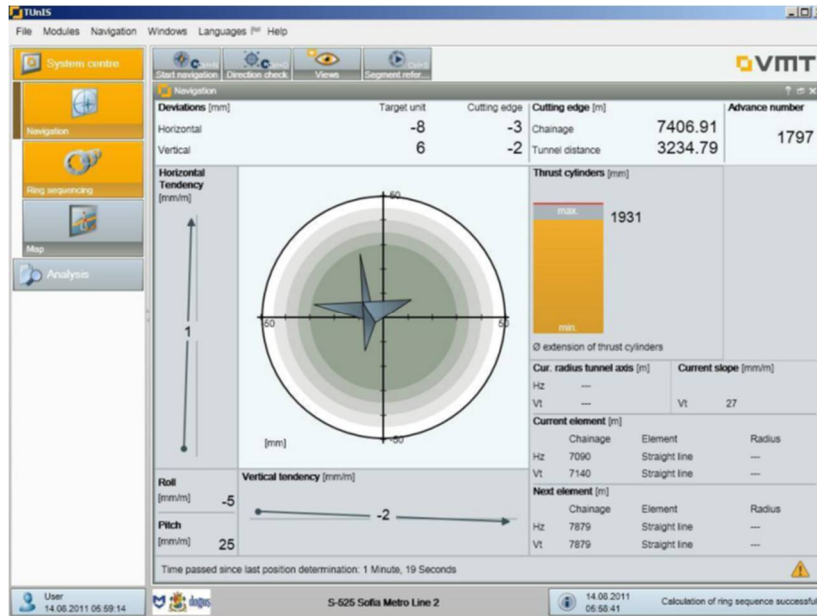 TUnIS
File Modules Navigation Windows Languages Help
System centre
Navigation
Ring sequencing
Map
Analysis
Start navigation
Direction check
Views
Segment refer...
VMT
Navigation
Deviations [mm] Target unit Cutting edge
Horizontal -8 -3
Vertical 6 -2
Cutting edge [m]
Chainage 7406.91
Tunnel distance 3234.79
Advance number
1797
Horizontal
Tendency
[mm/m]
1
50
50
50
-50
[mm]
Thrust cylinders [mm]
max.
1931
min.
Ø extension of thrust cylinders
Cur. radius tunnel axis [m] Current slope [mm/m]
Hz ---
Vt --- Vt 27
Current element [m]
Chainage Element Radius
Hz 7090 Straight line ---
Vt 7140 Straight line ---
Next element [m]
Chainage Element Radius
Hz 7879 Straight line ---
Vt 7879 Straight line ---
Roll
[mm/m] -5
Pitch
[mm/m] 25
Vertical tendency [mm/m]
-2
Time passed since last position determination: 1 Minute, 19 Seconds
User
14.08.2011 05:59:14
dogus
S-525 Sofia Metro Line 2
14.08.2011
05:58:41
Calculation of ring sequence successful